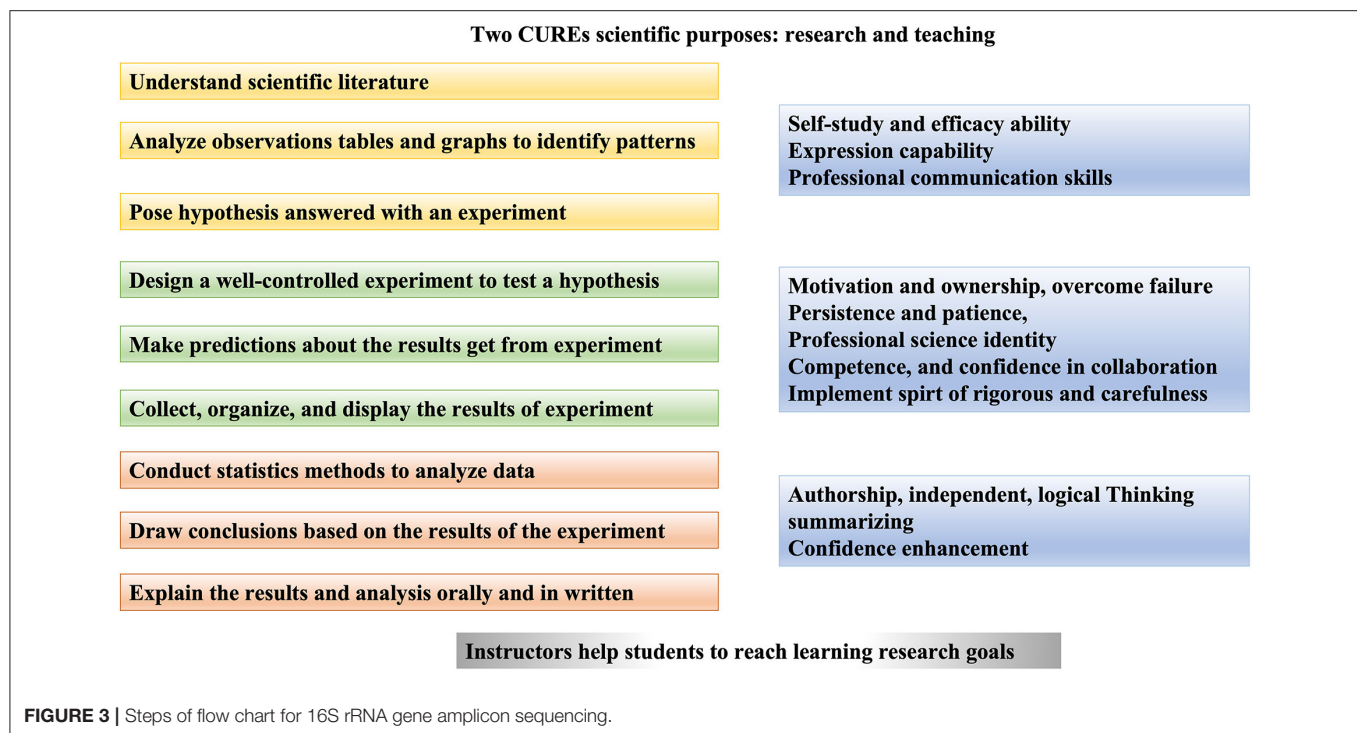 Two CUREs scientific purposes: research and teaching
Understand scientific literature
Analyze observations tables and graphs to identify patterns
Pose hypothesis answered with an experiment
Design a well-controlled experiment to test a hypothesis
Make predictions about the results get from experiment
Collect, organize, and display the results of experiment
Conduct statistics methods to analyze data
Draw conclusions based on the results of the experiment
Explain the results and analysis orally and in written
Self-study and efficacy ability
Expression capability
Professional communication skills
Motivation and ownership, overcome failure
Persistence and patience,
Professional science identity
Competence, and confidence in collaboration
Implement spirt of rigorous and carefulness
Authorship, independent, logical Thinking
summarizing
Confidence enhancement
Instructors help students to reach learning research goals
FIGURE 3 | Steps of flow chart for 16S rRNA gene amplicon sequencing.